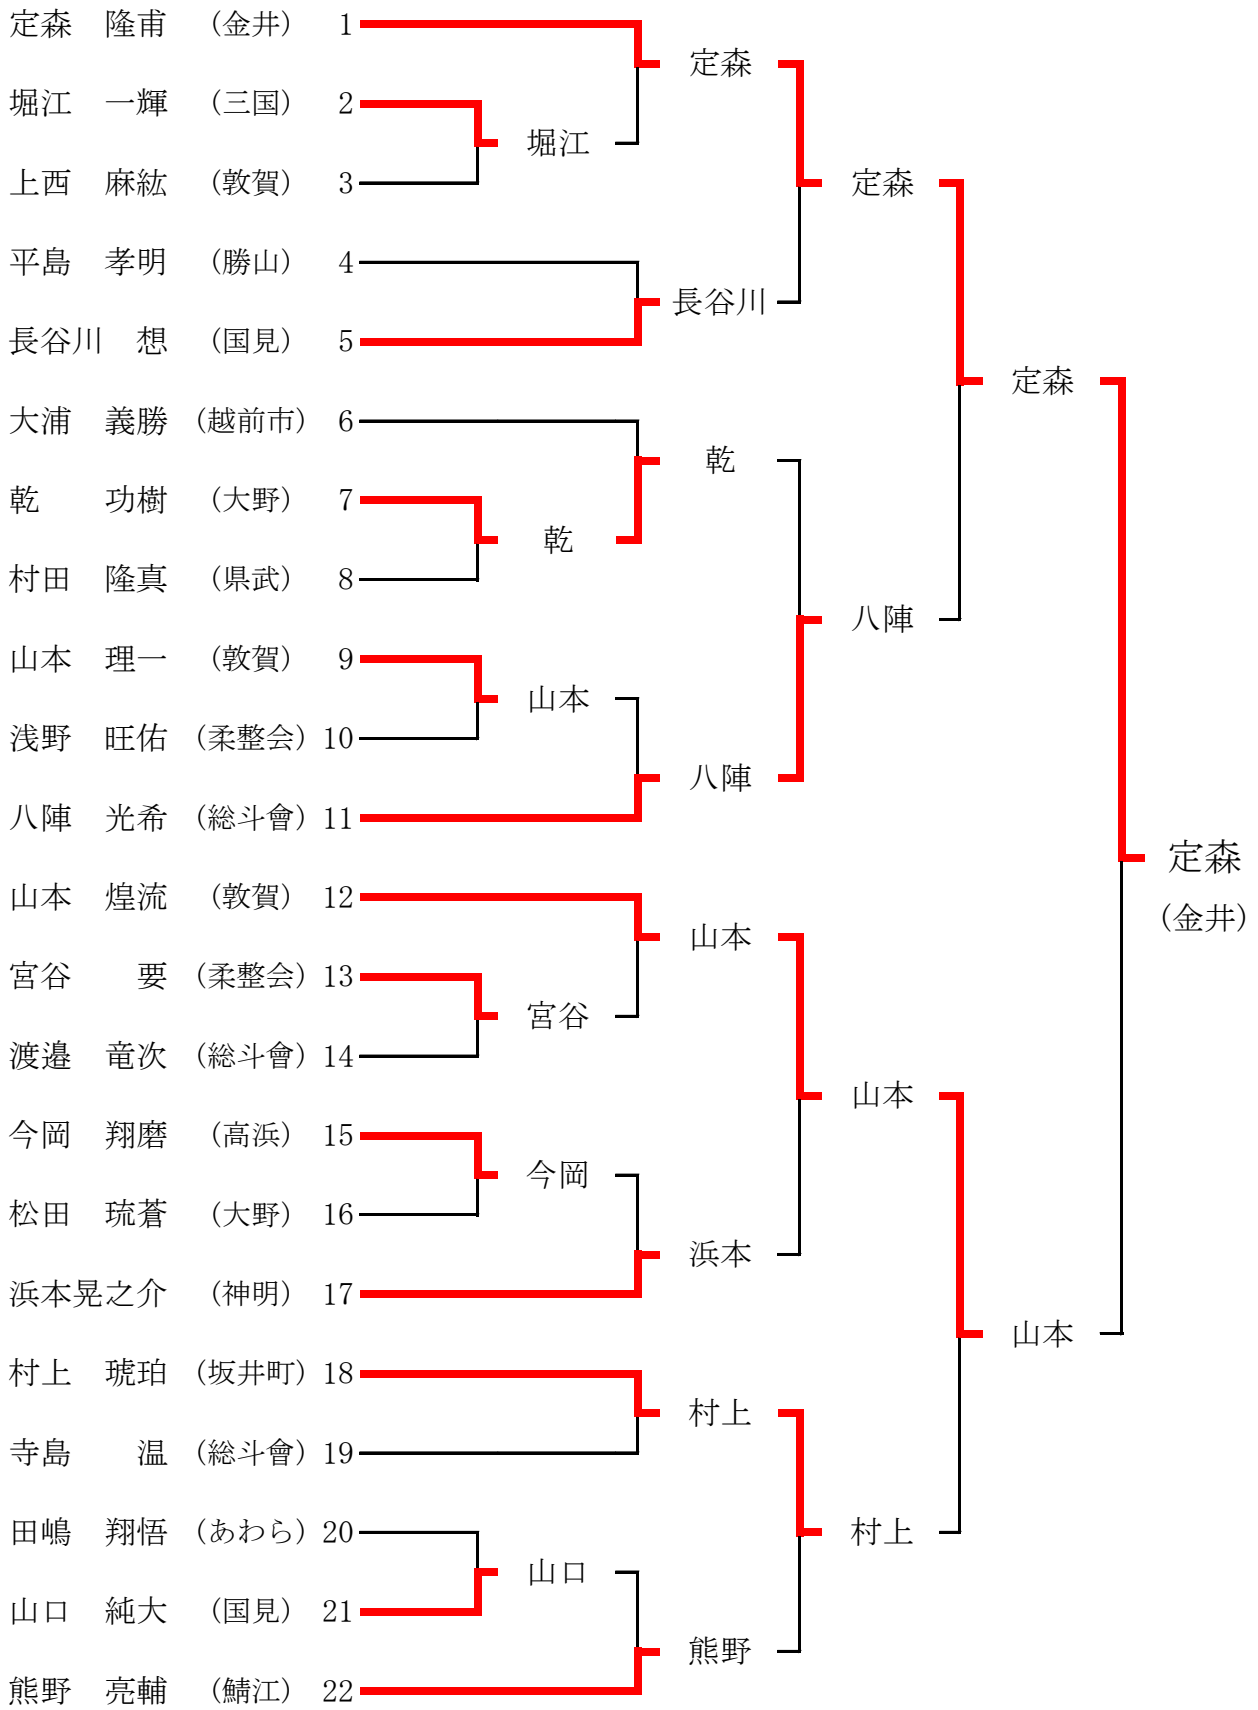 定森　隆甫　（金井）　1
定森
堀江　一輝　（三国）　2
堀江
上西　麻紘　（敦賀）　3
定森
平島　孝明　（勝山）　4
長谷川
長谷川　想　（国見）　5
定森
大浦　義勝　（越前市）　6
乾
乾　　功樹　（大野）　7
乾
村田　隆真　（県武）　8
八陣
山本　理一　（敦賀）　9
山本
浅野　旺佑　（柔整会）　10
八陣
八陣　光希　（総斗會）　11
定森
山本　煌流　（敦賀）　12
（金井）
山本
宮谷　　要　（柔整会）　13
宮谷
渡邉　竜次　（総斗會）　14
山本
今岡　翔磨　（高浜）　15
今岡
松田　琉蒼　（大野）　16
浜本
浜本晃之介　（神明）　17
山本
村上　琥珀　（坂井町）　18
村上
寺島　　温　（総斗會）　19
田嶋　翔悟　（あわら）　20
村上
山口
山口　純大　（国見）　21
熊野
熊野　亮輔　（鯖江）　22